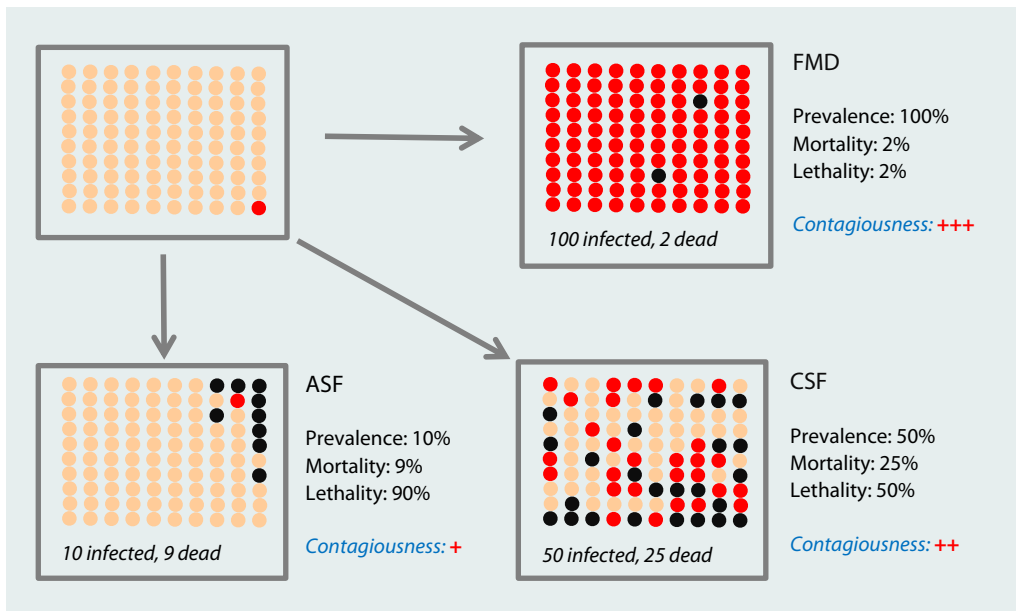 FMD
Prevalence: 100%
Mortality: 2%
Lethality: 2%
Contagiousness: +++
100 infected, 2 dead
ASF
Prevalence: 10%
Mortality: 9%
Lethality: 90%
Contagiousness: +
10 infected, 9 dead
CSF
Prevalence: 50%
Mortality: 25%
Lethality: 50%
Contagiousness: ++
50 infected, 25 dead